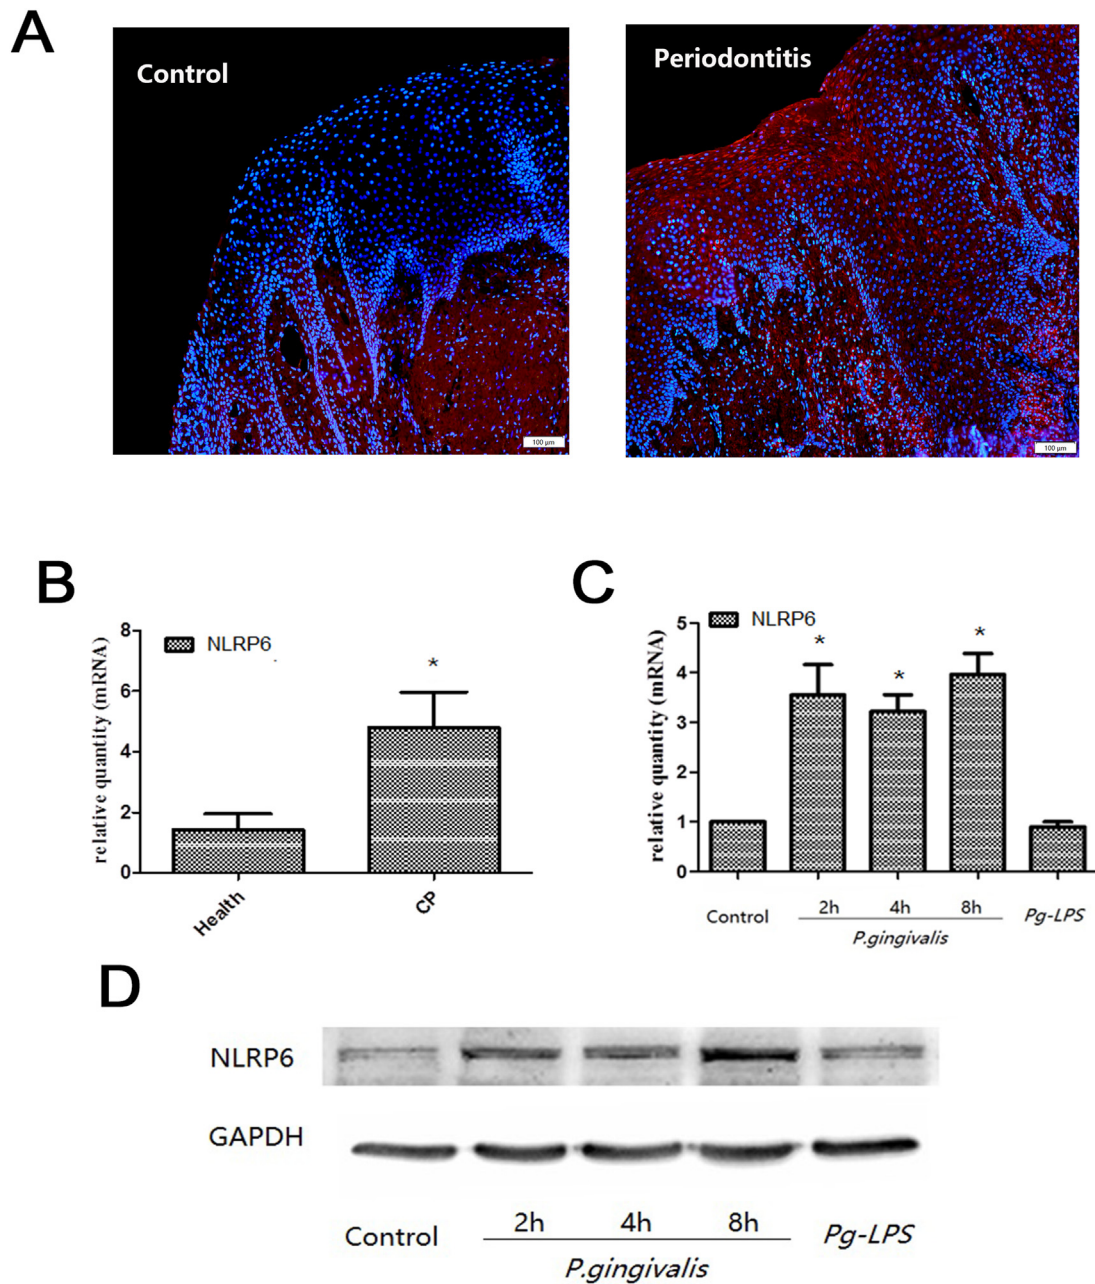 A
Control
100 µm
Periodontitis
100 µm
B
relative quantity (mRNA)
8
6
4
2
0
NLRP6
*
Health
CP
C
relative quantity (mRNA)
5
4
3
2
1
0
NLRP6
*
*
*
Control
2h
4h
8h
P.gingivalis
Pg-LPS
D
NLRP6
GAPDH
Control
2h
4h
8h
P.gingivalis
Pg-LPS